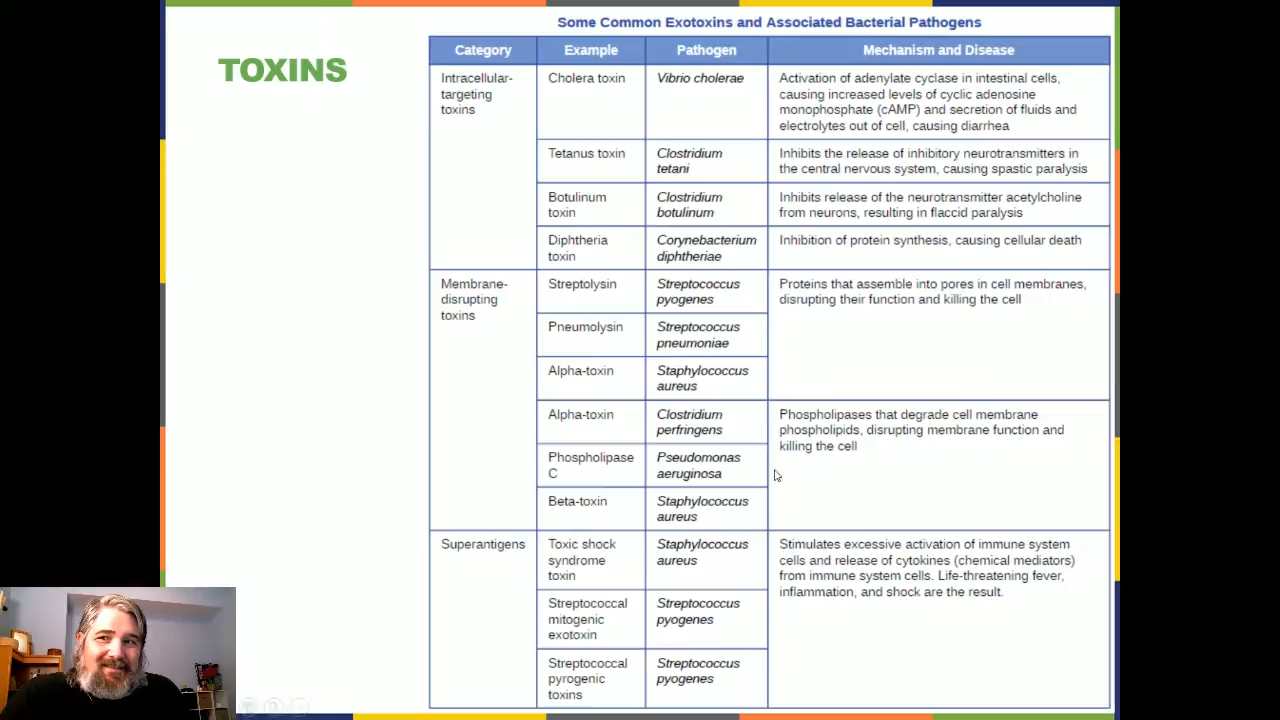 TOXINS
Some Common Exotoxins and Associated Bacterial Pathogens
Category Example Pathogen Mechanism and Disease
Intracellular-
targeting
toxins
Cholera toxin
Vibrio cholerae
Activation of adenylate cyclase in intestinal cells,
causing increased levels of cyclic adenosine
monophosphate (cAMP) and secretion of fluids and
electrolytes out of cell, causing diarrhea
Tetanus toxin
Clostridium
tetani
Inhibits the release of inhibitory neurotransmitters in
the central nervous system, causing spastic paralysis
Botulinum
toxin
Clostridium
botulinum
Inhibits release of the neurotransmitter acetylcholine
from neurons, resulting in flaccid paralysis
Diphtheria
toxin
Corynebacterium
diphtheriae
Inhibition of protein synthesis, causing cellular death
Membrane-
disrupting
toxins
Streptolysin
Streptococcus
pyogenes
Proteins that assemble into pores in cell membranes,
disrupting their function and killing the cell
Pneumolysin
Streptococcus
pneumoniae
Alpha-toxin
Staphylococcus
aureus
Alpha-toxin
Clostridium
perfringens
Phospholipases that degrade cell membrane
phospholipids, disrupting membrane function and
killing the cell
Phospholipase
C
Pseudomonas
aeruginosa
Beta-toxin
Staphylococcus
aureus
Superantigens
Toxic shock
syndrome
toxin
Staphylococcus
aureus
Stimulates excessive activation of immune system
cells and release of cytokines (chemical mediators)
from immune system cells. Life-threatening fever,
inflammation, and shock are the result.
Streptococcal
mitogenic
exotoxin
Streptococcus
pyogenes
Streptococcal
pyrogenic
toxins
Streptococcus
pyogenes